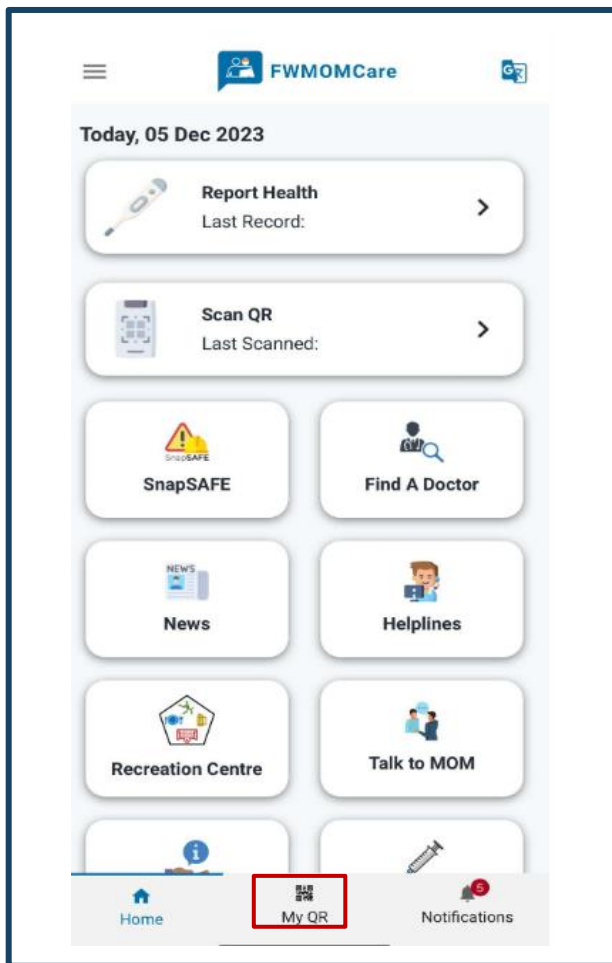 FWMOMCare
Today, 05 Dec 2023
Report Health
Last Record:
Scan QR
Last Scanned:
SnapSAFE
SnapSAFE
Find A Doctor
NEWS
News
Helplines
Recreation Centre
Talk to MOM
Home
My QR
5
Notifications